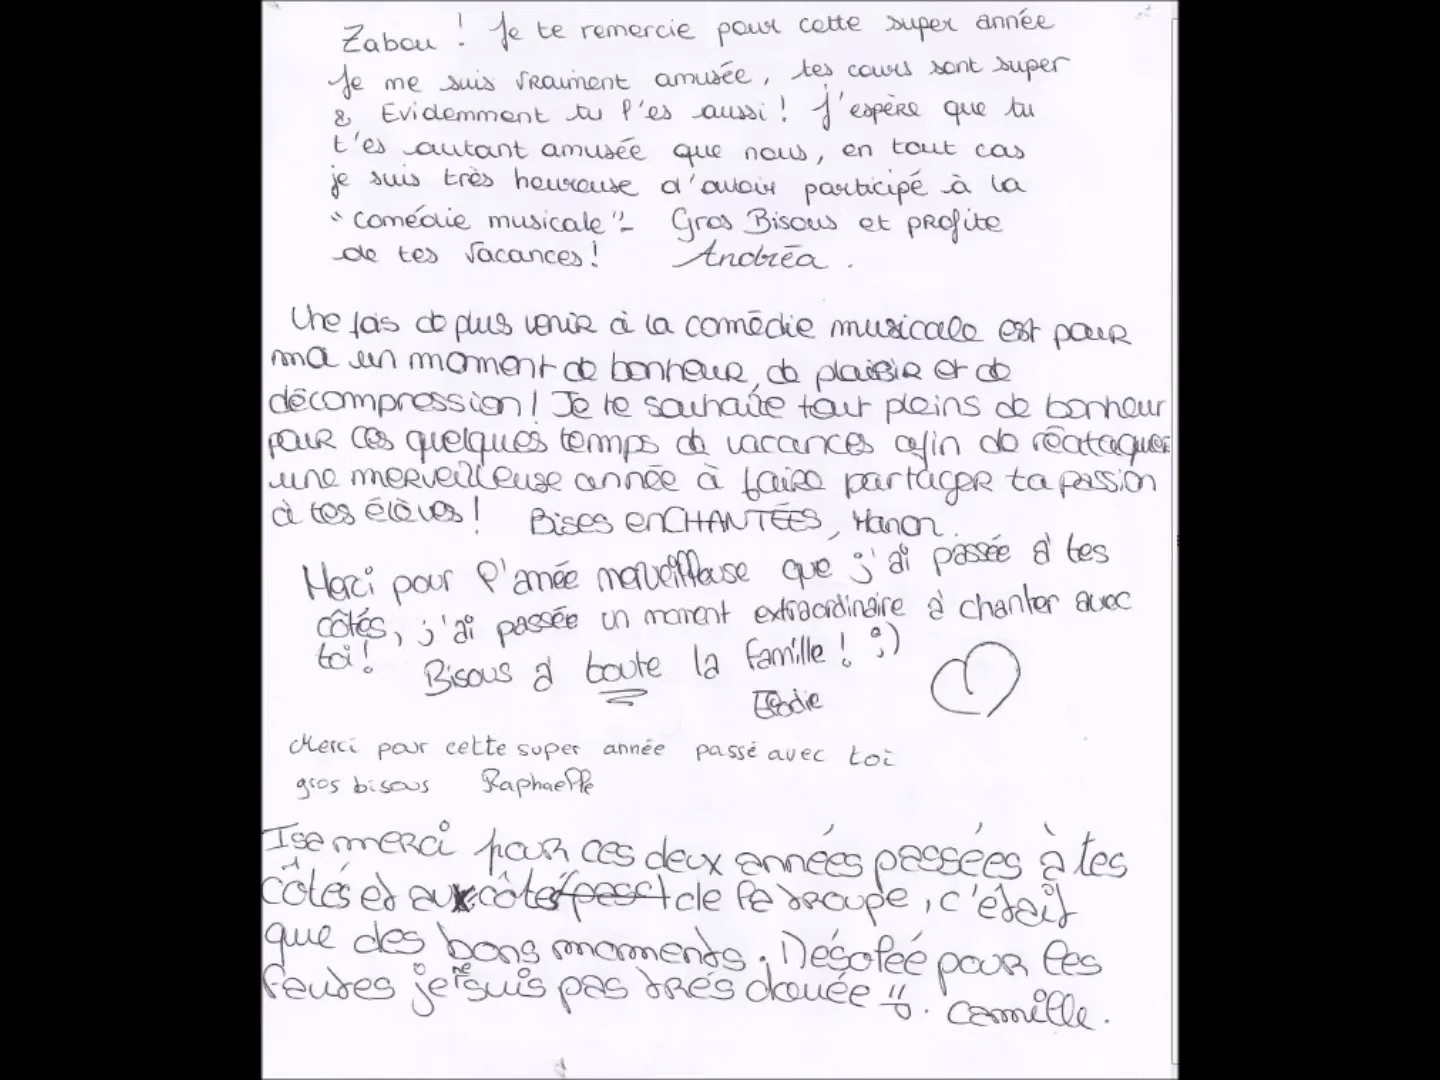 Zabou ! Je te remercie pour cette super année
Je me suis vraiment amusée, tes cours sont super
& Evidemment tu l'es aussi ! J'espère que tu
t'es autant amusée que nous, en tout cas
je suis très heureuse d'avoir participé à la
"comédie musicale"- Gros Bisous et profite
de tes vacances ! Andréa .
Une fois de plus venir à la comédie musicale est pour
moi un moment de bonheur, de plaisir et de
décompression ! Je te souhaite tout pleins de bonheur
pour ces quelques temps de vacances afin de réataquer
une merveilleuse année à faire partager ta passion
à tes élèves ! Bises enCHANTÉES, Manon.
Merci pour l'anée merveilleuse que j'ai passée à tes
côtés, j'ai passée un moment extraordinaire à chanter avec
toi !
Bisous à toute la famille ! ;)
Elodie
Merci pour cette super année passé avec toi
gros bisous Raphaelle
Isa merci pour ces deux années passées à tes
côtés et aux côtés de la troupe, c'était
que des bons moments. Désolée pour les
fautes je ne suis pas très douée =p. Camille.